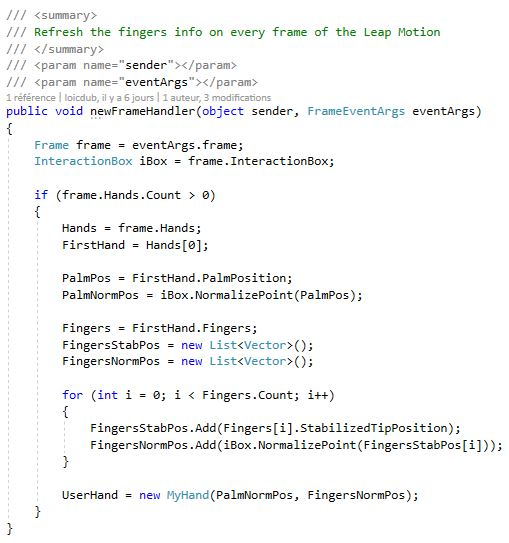 /// <summary>
/// Refresh the fingers info on every frame of the Leap Motion
/// </summary>
/// <param name="sender"></param>
/// <param name="eventArgs"></param>
1 référence | loicdub, il y a 6 jours | 1 auteur, 3 modifications
public void newFrameHandler(object sender, FrameEventArgs eventArgs)
{
    Frame frame = eventArgs.frame;
    InteractionBox iBox = frame.InteractionBox;

    if (frame.Hands.Count > 0)
    {
        Hands = frame.Hands;
        FirstHand = Hands[0];

        PalmPos = FirstHand.PalmPosition;
        PalmNormPos = iBox.NormalizePoint(PalmPos);

        Fingers = FirstHand.Fingers;
        FingersStabPos = new List<Vector>();
        FingersNormPos = new List<Vector>();

        for (int i = 0; i < Fingers.Count; i++)
        {
            FingersStabPos.Add(Fingers[i].StabilizedTipPosition);
            FingersNormPos.Add(iBox.NormalizePoint(FingersStabPos[i]));
        }

        UserHand = new MyHand(PalmNormPos, FingersNormPos);
    }
}